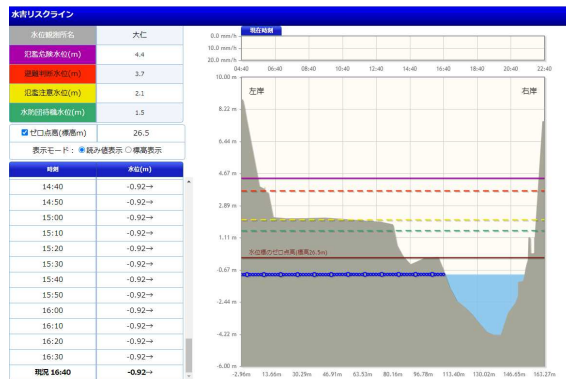 水害リスクライン
水位観測所名 大仁
氾濫危険水位(m) 4.4
避難判断水位(m) 3.7
氾濫注意水位(m) 2.1
水防団待機水位(m) 1.5
ゼロ点高(標高m) 26.5
表示モード： 読み値表示 標高表示
時刻 水位(m)
14:40 -0.92→
14:50 -0.92→
15:00 -0.92→
15:10 -0.92→
15:20 -0.92→
15:30 -0.92→
15:40 -0.92→
15:50 -0.92→
16:00 -0.92→
16:10 -0.92→
16:20 -0.92→
16:30 -0.92→
現況 16:40 -0.92→
現在時刻
0.0 mm/h
10.0 mm/h
20.0 mm/h
04:40 06:40 08:40 10:40 12:40 14:40 16:40 18:40 20:40 22:40
10.00 m
左岸 右岸
8.22 m
6.44 m
4.67 m
2.89 m
1.11 m
水位標のゼロ点高(標高26.5m)
-0.67 m
-2.44 m
-4.22 m
-6.00 m
-2.96m 13.66m 30.29m 46.91m 63.53m 80.16m 96.78m 113.40m 130.02m 146.65m 163.27m